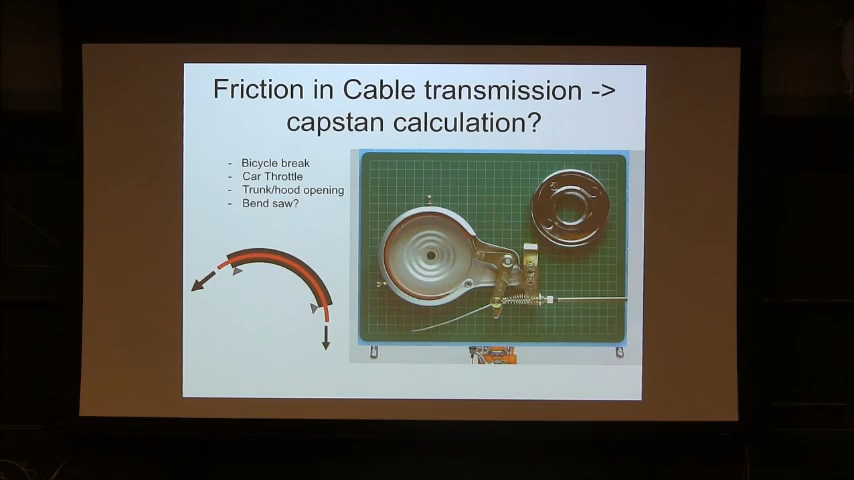 Friction in Cable transmission ->
capstan calculation?
- Bicycle break
- Car Throttle
- Trunk/hood opening
- Bend saw?